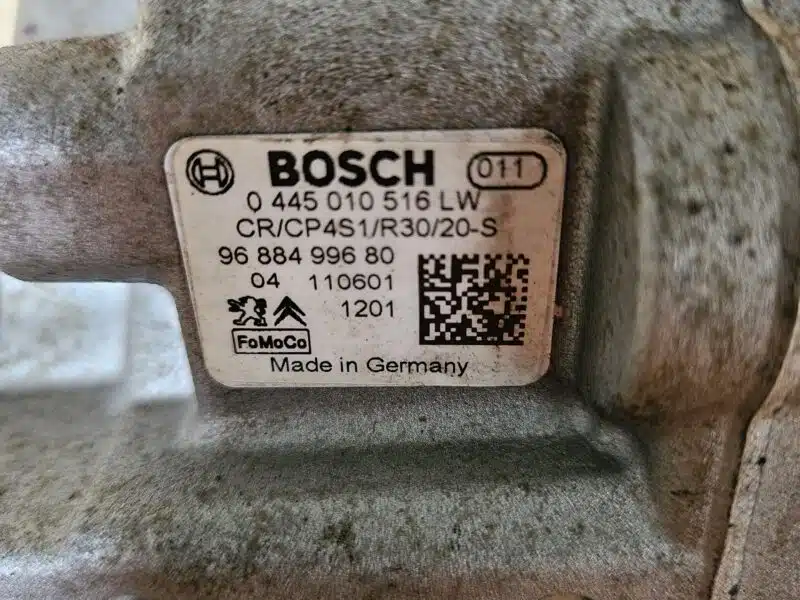 BOSCH 011
0 445 010 516 LW
CR/CP4S1/R30/20-S
96 884 996 80
04 110601
1201
FoMoCo
Made in Germany